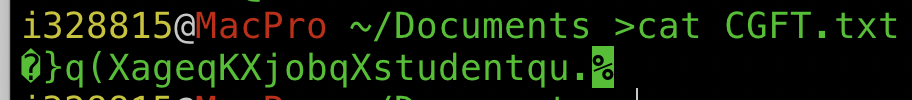 i328815@MacPro ~/Documents >cat CGFT.txt
�}q(XageqKXjobqXstudentqu.%